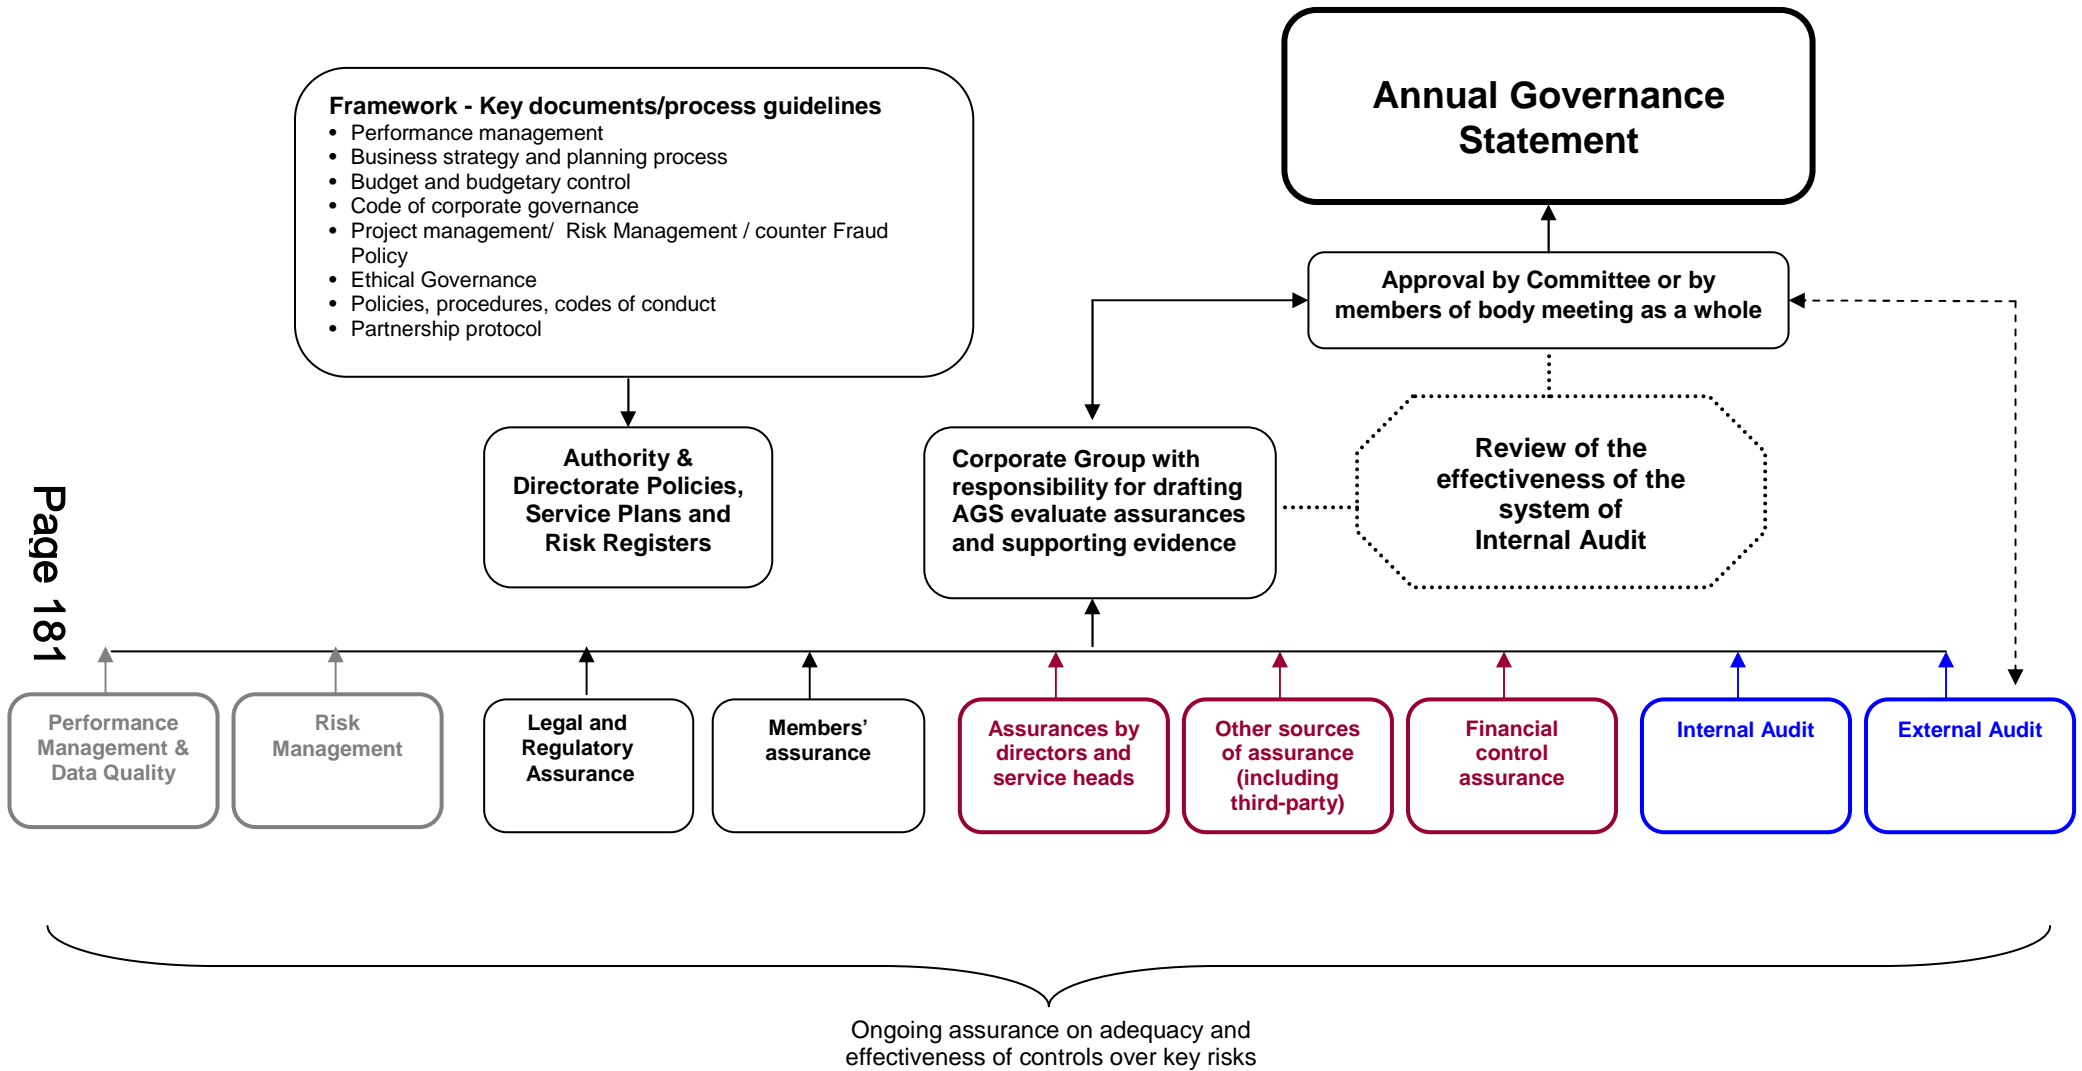 Annual Governance
Statement
Framework - Key documents/process guidelines
• Performance management
• Business strategy and planning process
• Budget and budgetary control
• Code of corporate governance
• Project management/ Risk Management / counter Fraud
Policy
• Ethical Governance
• Policies, procedures, codes of conduct
• Partnership protocol
Approval by Committee or by
members of body meeting as a whole
Authority &
Directorate Policies,
Service Plans and
Risk Registers
Corporate Group with
responsibility for drafting
AGS evaluate assurances
and supporting evidence
Review of the
effectiveness of the
system of
Internal Audit
Page 181
Performance
Management &
Data Quality
Risk
Management
Legal and
Regulatory
Assurance
Members’
assurance
Assurances by
directors and
service heads
Other sources
of assurance
(including
third-party)
Financial
control
assurance
Internal Audit
External Audit
Ongoing assurance on adequacy and
effectiveness of controls over key risks